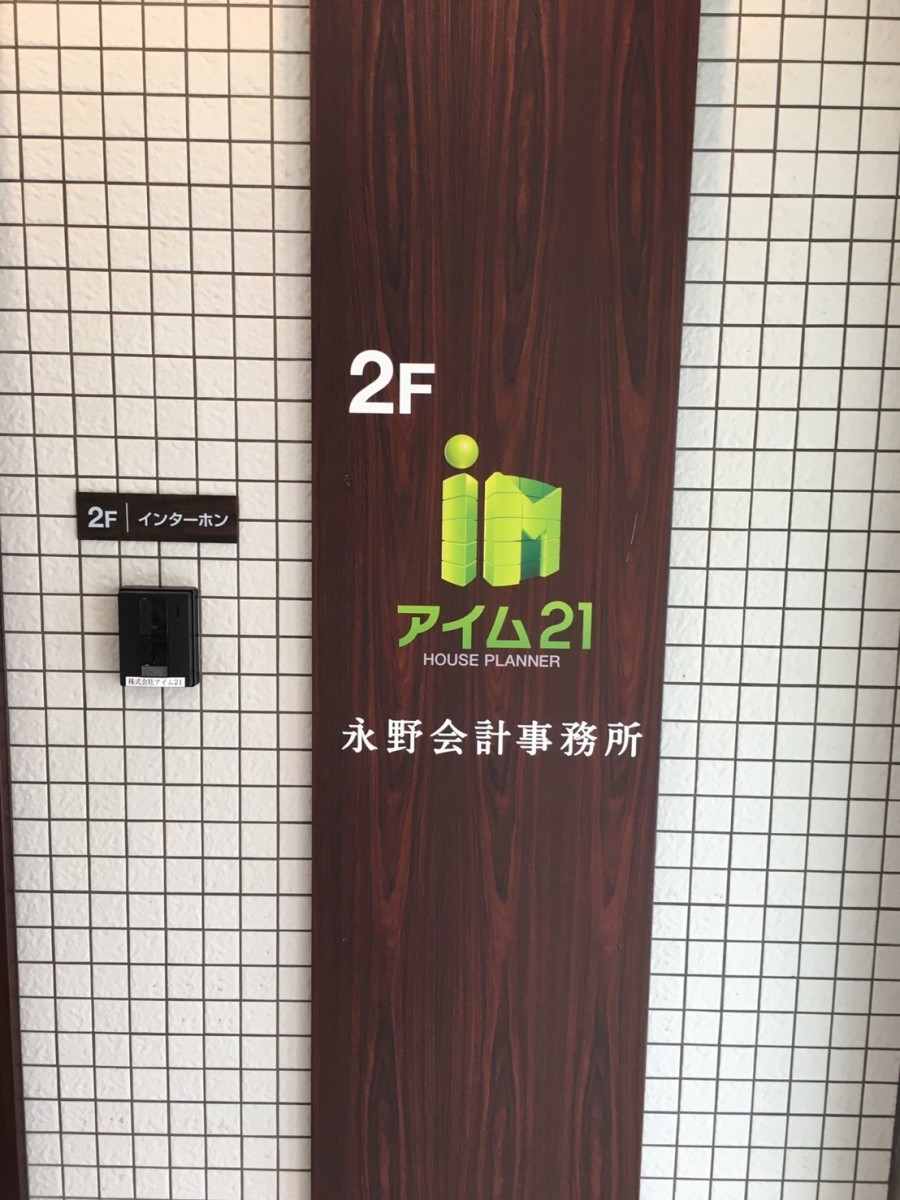 2F
iM
アイム21
HOUSE PLANNER
永野会計事務所
2F | インターホン
株式会社アイム21